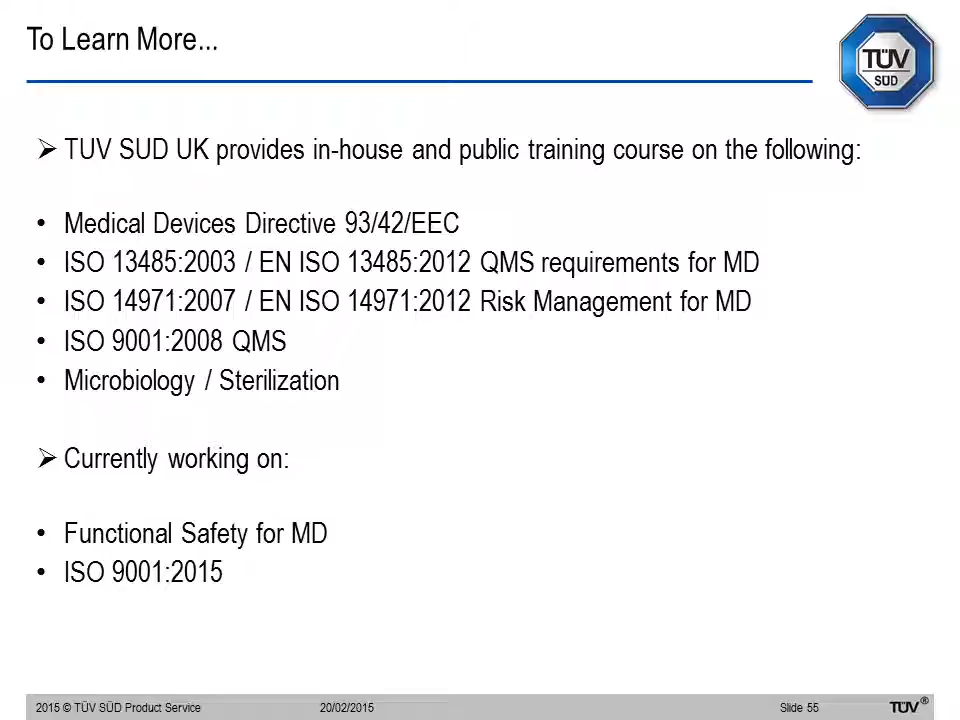 To Learn More...
TÜV
SÜD
➢ TUV SUD UK provides in-house and public training course on the following:
• Medical Devices Directive 93/42/EEC
• ISO 13485:2003 / EN ISO 13485:2012 QMS requirements for MD
• ISO 14971:2007 / EN ISO 14971:2012 Risk Management for MD
• ISO 9001:2008 QMS
• Microbiology / Sterilization
➢ Currently working on:
• Functional Safety for MD
• ISO 9001:2015
2015 © TÜV SÜD Product Service 20/02/2015 Slide 55 TÜV®